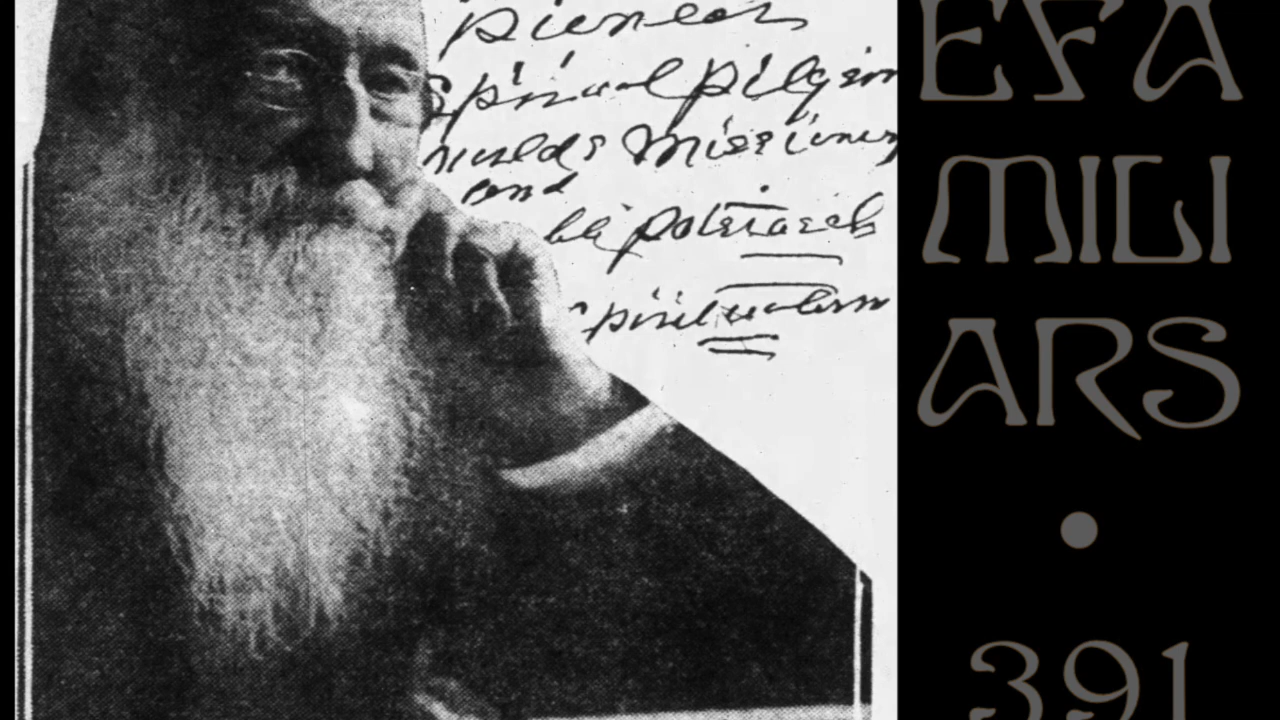 pioneer
Spiritual pilgrim
worlds Missionary
and
patriarch
Spiritualism
EFA
MILI
ARS
•
391